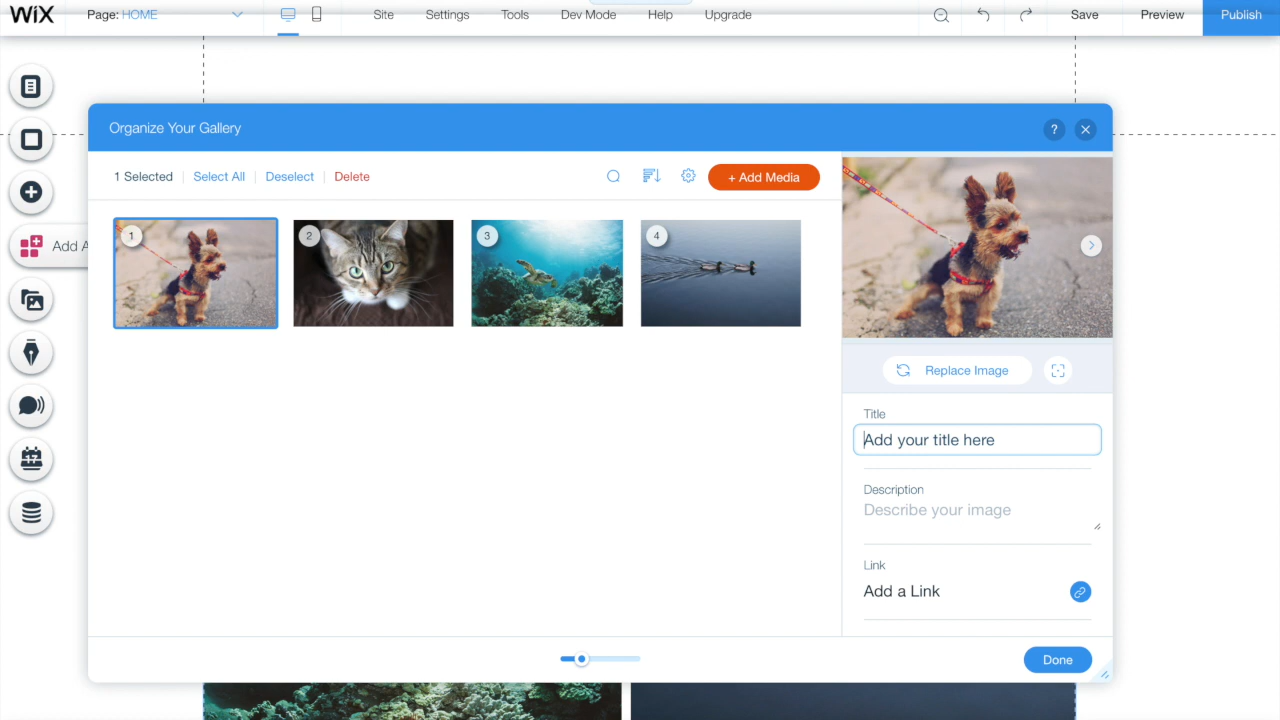 WiX
Page: HOME
Site
Settings
Tools
Dev Mode
Help
Upgrade
Save
Preview
Publish
Organize Your Gallery
?
1 Selected
Select All
Deselect
Delete
+ Add Media
1
2
3
4
Add A
17
Replace Image
Title
Add your title here
Description
Describe your image
Link
Add a Link
Done